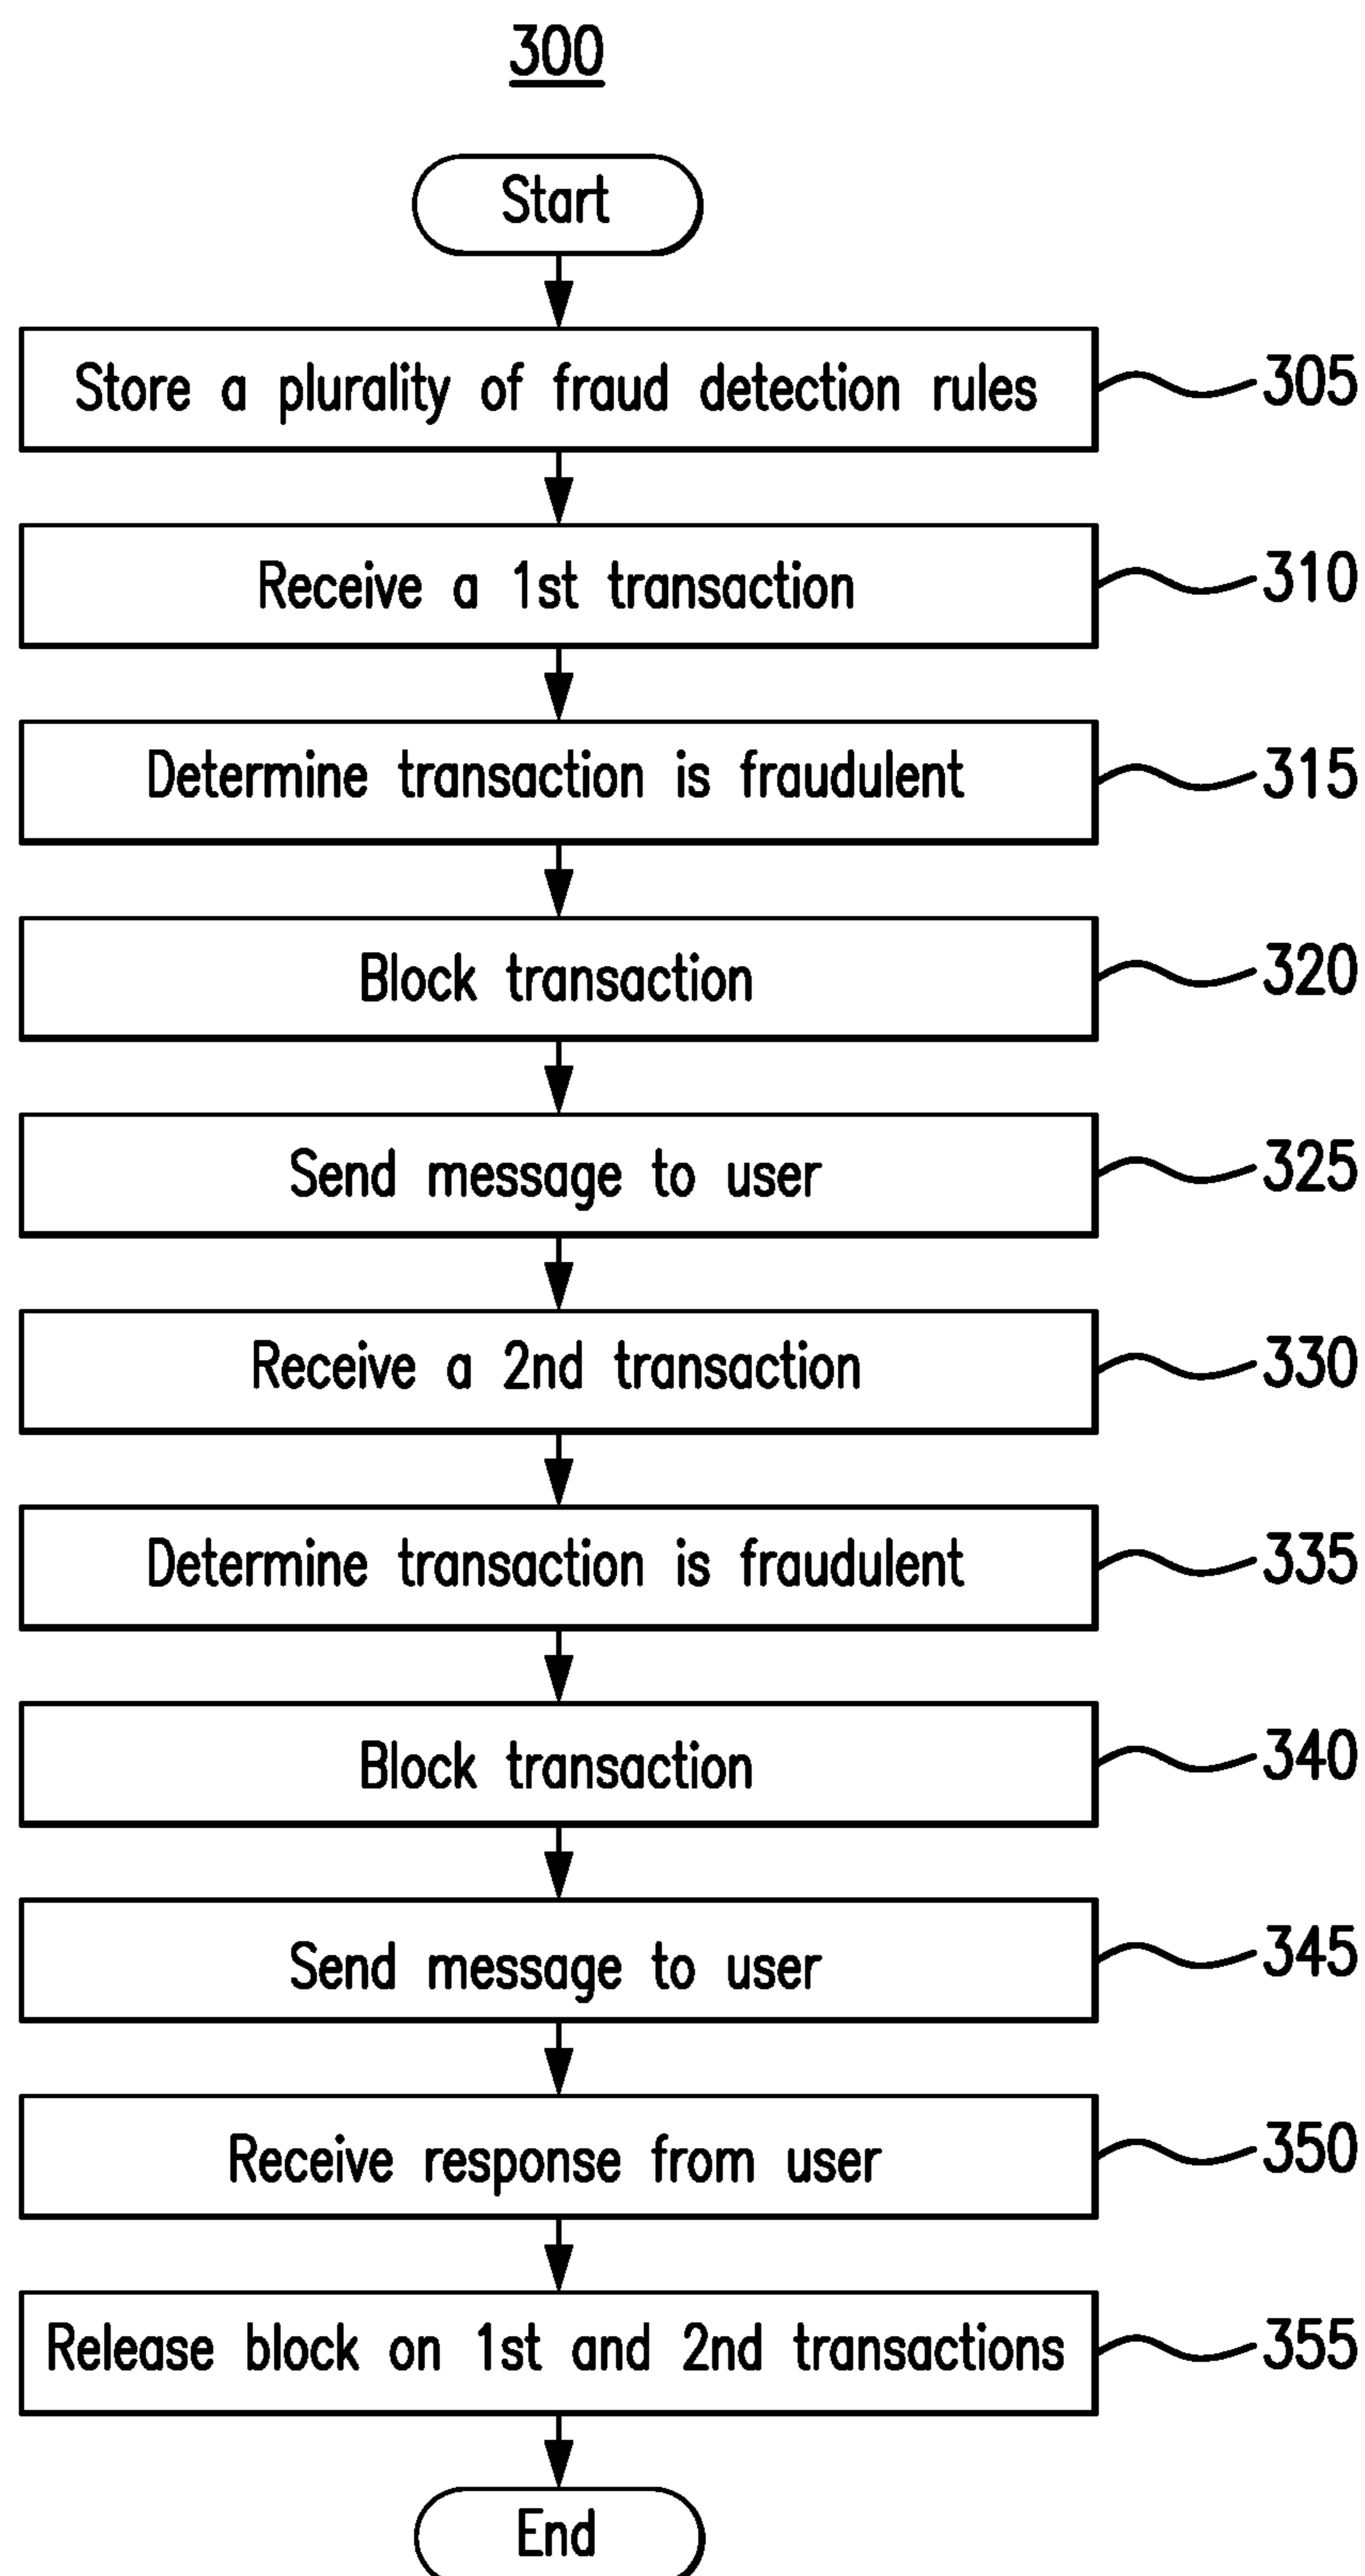 300
Start
Store a plurality of fraud detection rules 305
Receive a 1st transaction 310
Determine transaction is fraudulent 315
Block transaction 320
Send message to user 325
Receive a 2nd transaction 330
Determine transaction is fraudulent 335
Block transaction 340
Send message to user 345
Receive response from user 350
Release block on 1st and 2nd transactions 355
End